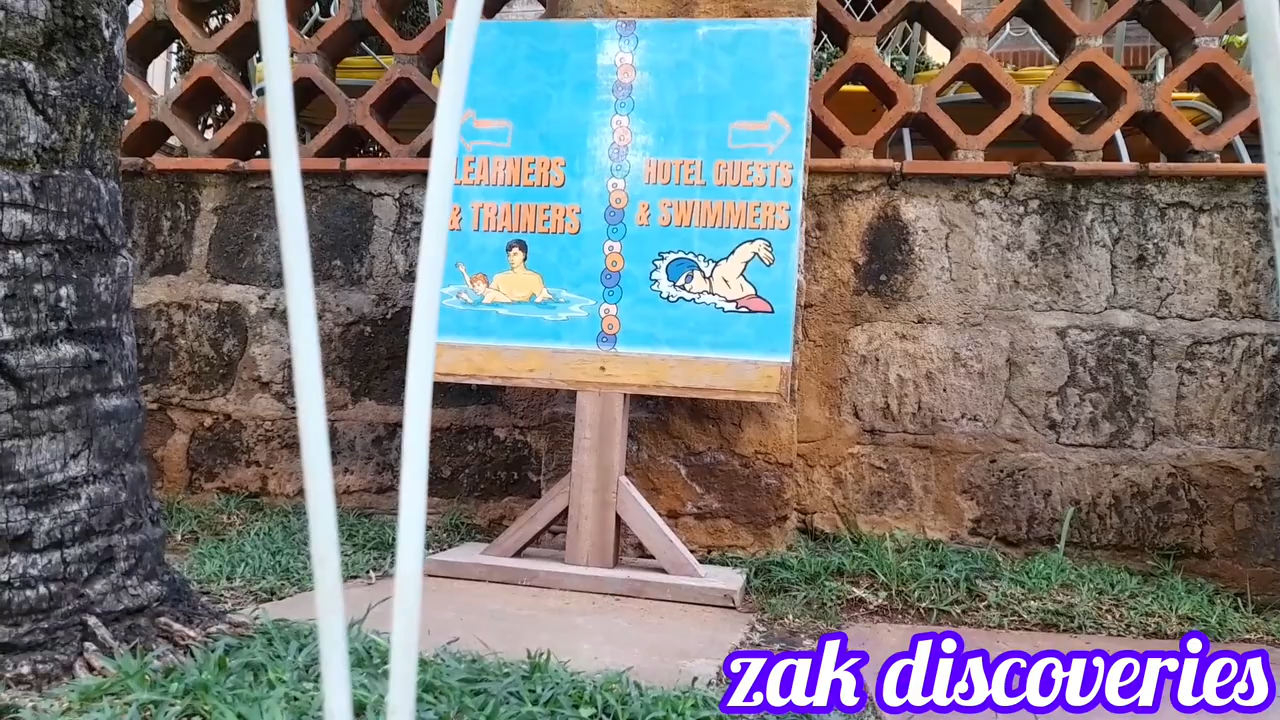 LEARNERS
& TRAINERS
HOTEL GUESTS
& SWIMMERS
zak discoveries